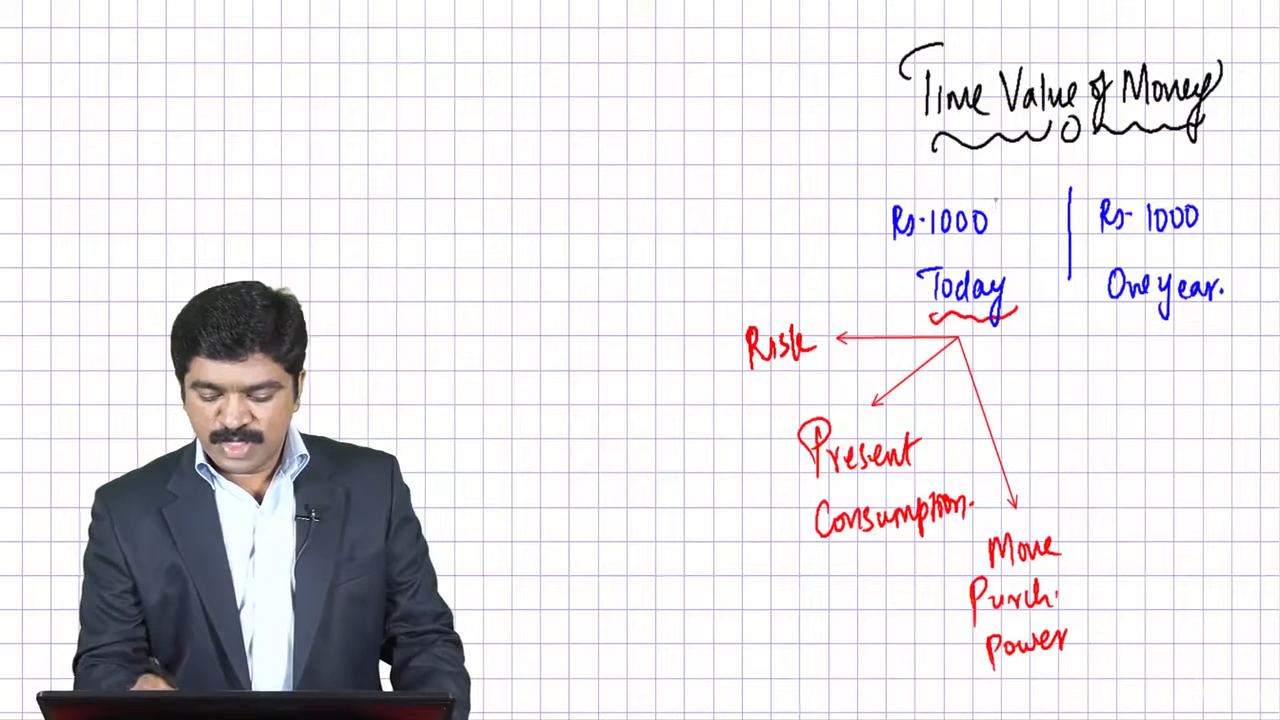 Time Value of Money
Rs. 1000
Rs. 1000
Today
One year.
Risk
Present
Consumption.
More
Purch.
Power